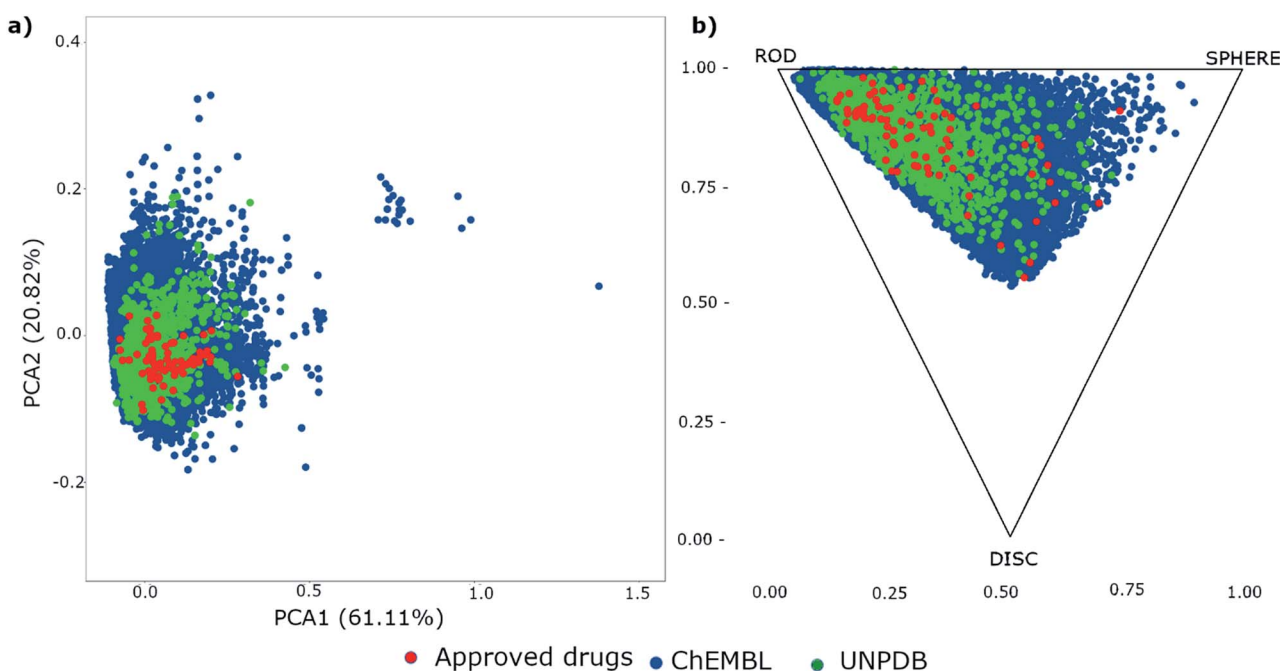 a)
0.4
0.2
0.0
-0.2
PCA2 (20.82%)
0.0 0.5 1.0 1.5
PCA1 (61.11%)
b)
ROD SPHERE
1.00 -
0.75 -
0.50 -
0.25 -
0.00 -
DISC
0.00 0.25 0.50 0.75 1.00
Approved drugs ChEMBL UNPDB